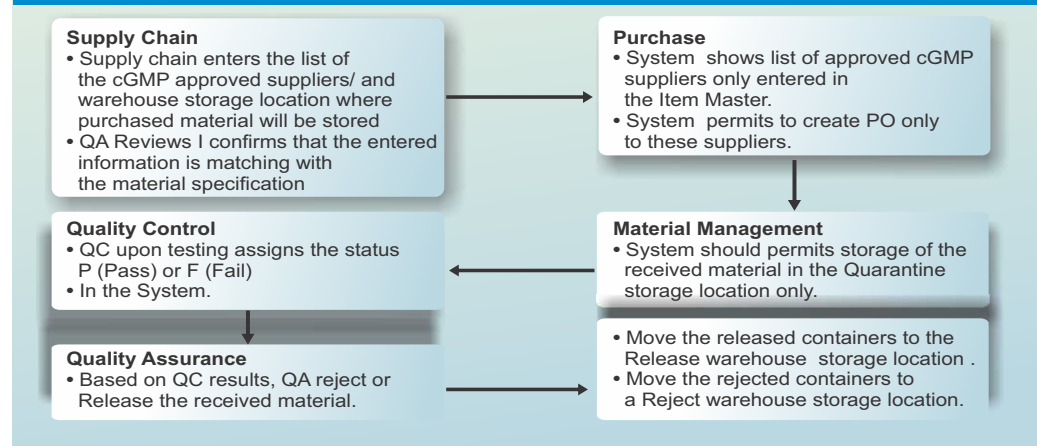 Supply Chain
• Supply chain enters the list of
the cGMP approved suppliers/ and
warehouse storage location where
purchased material will be stored
• QA Reviews I confirms that the entered
information is matching with
the material specification
Purchase
• System shows list of approved cGMP
suppliers only entered in
the Item Master.
• System permits to create PO only
to these suppliers.
Material Management
• System should permits storage of the
received material in the Quarantine
storage location only.
Quality Control
• QC upon testing assigns the status
P (Pass) or F (Fail)
• In the System.
Quality Assurance
• Based on QC results, QA reject or
Release the received material.
• Move the released containers to the
Release warehouse storage location .
• Move the rejected containers to
a Reject warehouse storage location.